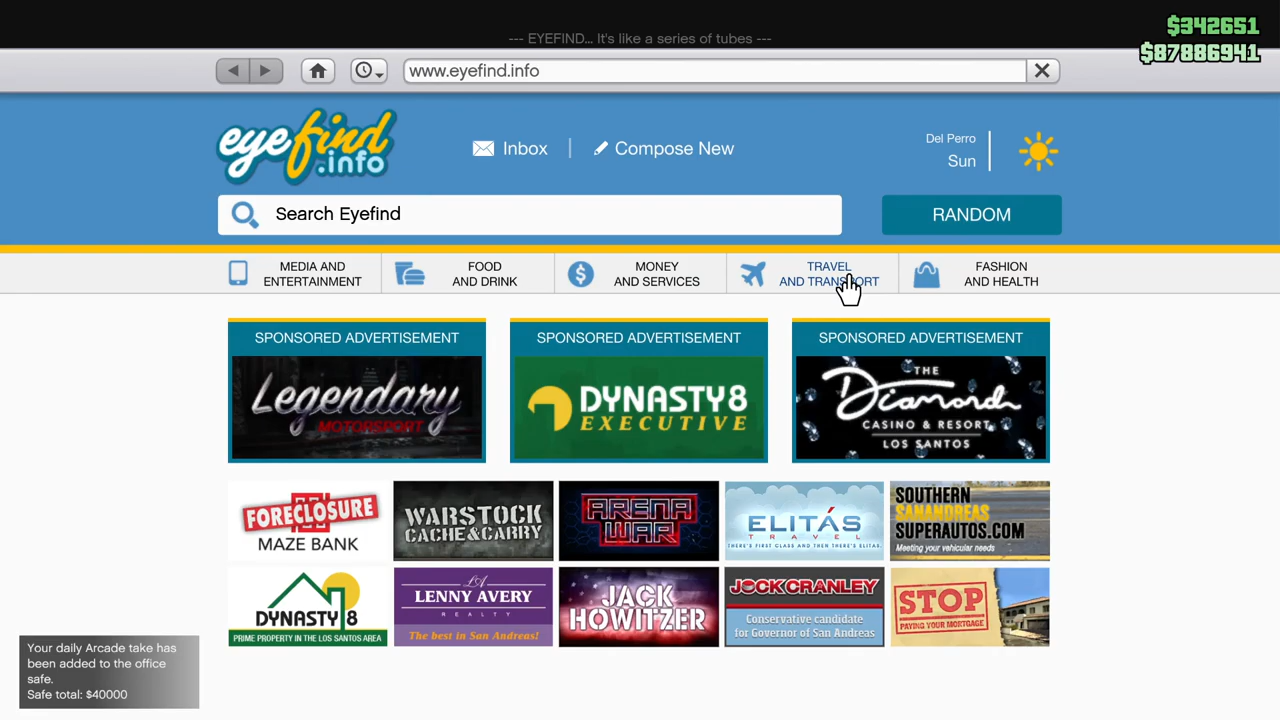 $342651
$87886941
--- EYEFIND... It's like a series of tubes ---
www.eyefind.info
eyefind
.info
Inbox
Compose New
Del Perro
Sun
Search Eyefind
RANDOM
MEDIA AND
ENTERTAINMENT
FOOD
AND DRINK
MONEY
AND SERVICES
TRAVEL
AND TRANSPORT
FASHION
AND HEALTH
SPONSORED ADVERTISEMENT
Legendary
MOTORSPORT
SPONSORED ADVERTISEMENT
DYNASTY8
EXECUTIVE
SPONSORED ADVERTISEMENT
THE
Diamond
CASINO & RESORT
LOS SANTOS
FORECLOSURE
MAZE BANK
WARSTOCK
CACHE&CARRY
ARENA
WAR
ELITÁS
TRAVEL
THERE'S FIRST CLASS AND THEN THERE'S ELITAS.
SOUTHERN
SANANDREAS
SUPERAUTOS.COM
Meeting your vehicular needs
DYNASTY 8
PRIME PROPERTY IN THE LOS SANTOS AREA
LA
LENNY AVERY
REALTY
The best in San Andreas!
JACK
HOWITZER
JOCK CRANLEY
Conservative candidate
for Governor of San Andreas
STOP
PAYING YOUR MORTGAGE
Your daily Arcade take has
been added to the office
safe.
Safe total: $40000